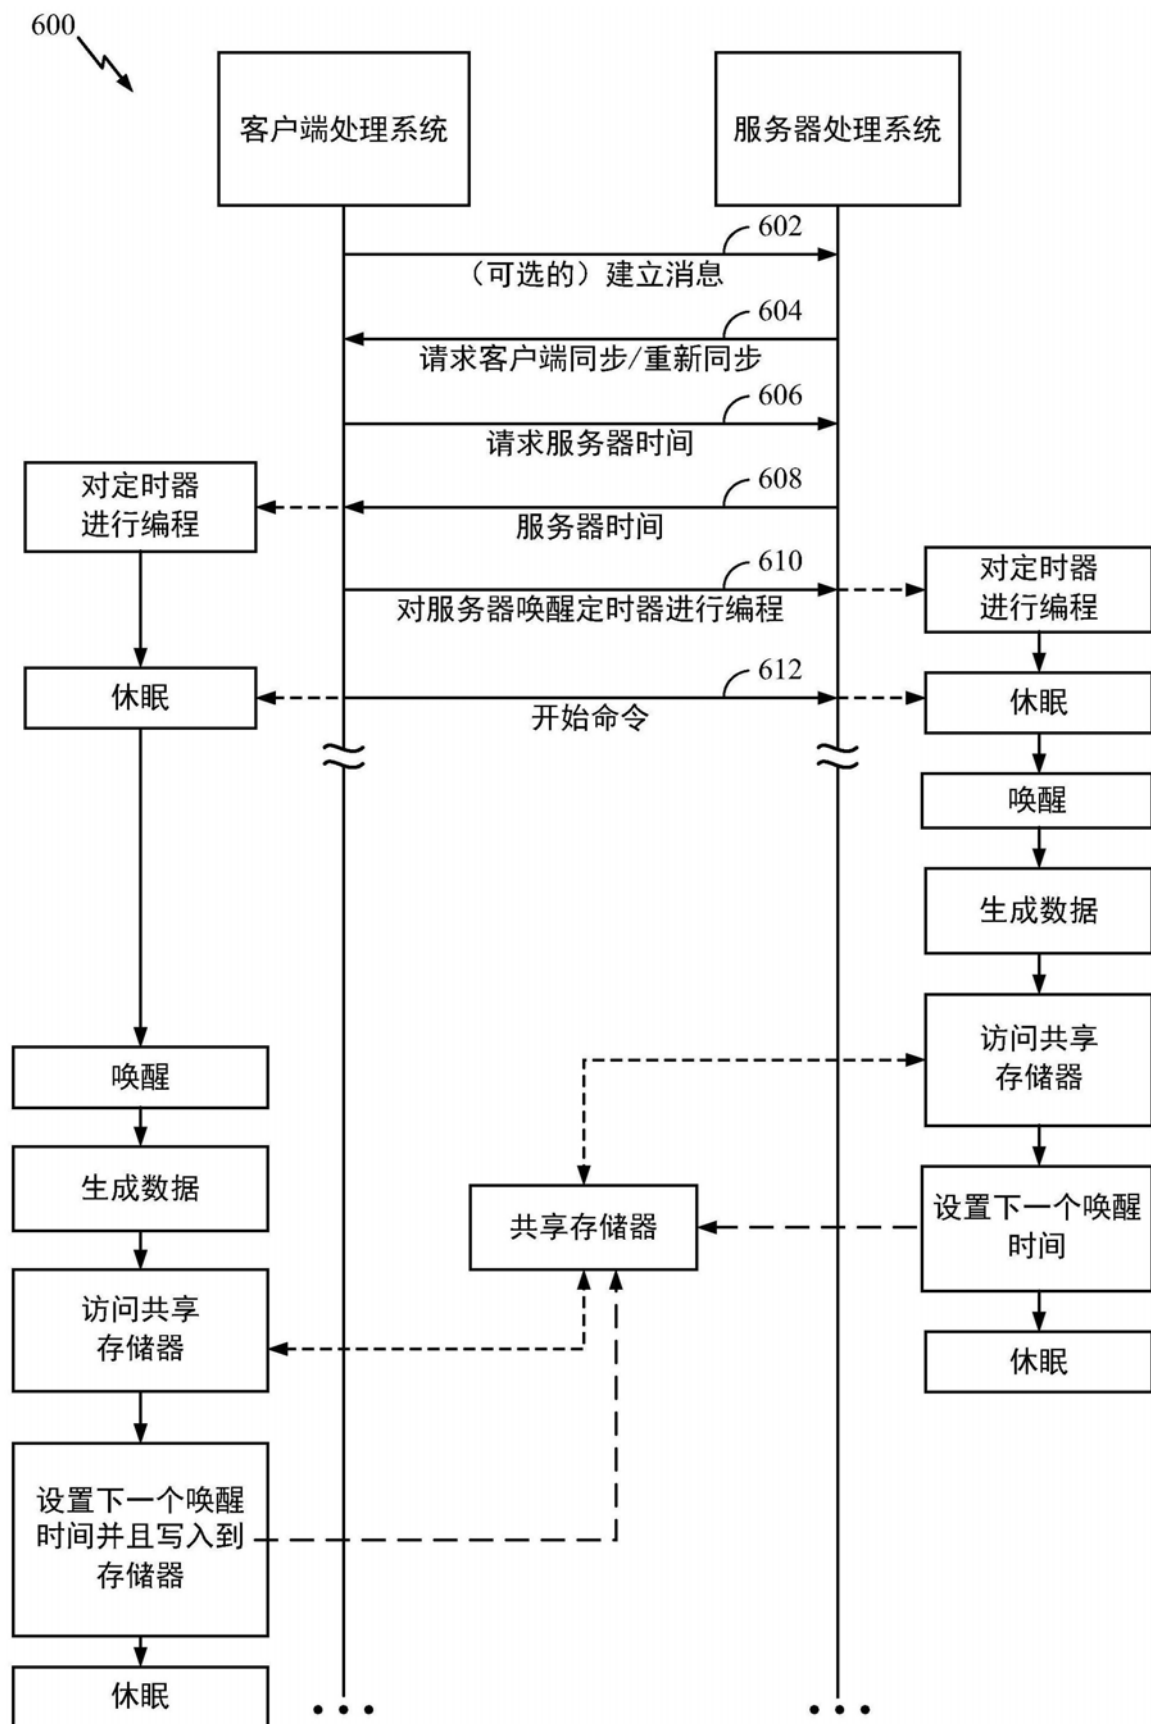 600
客户端处理系统
服务器处理系统
602
（可选的）建立消息
604
请求客户端同步/重新同步
606
请求服务器时间
608
服务器时间
对定时器
进行编程
610
对服务器唤醒定时器进行编程
对定时器
进行编程
612
开始命令
休眠
休眠
唤醒
生成数据
访问共享
存储器
唤醒
生成数据
共享存储器
设置下一个唤醒
时间
访问共享
存储器
休眠
设置下一个唤醒
时间并且写入到
存储器
休眠